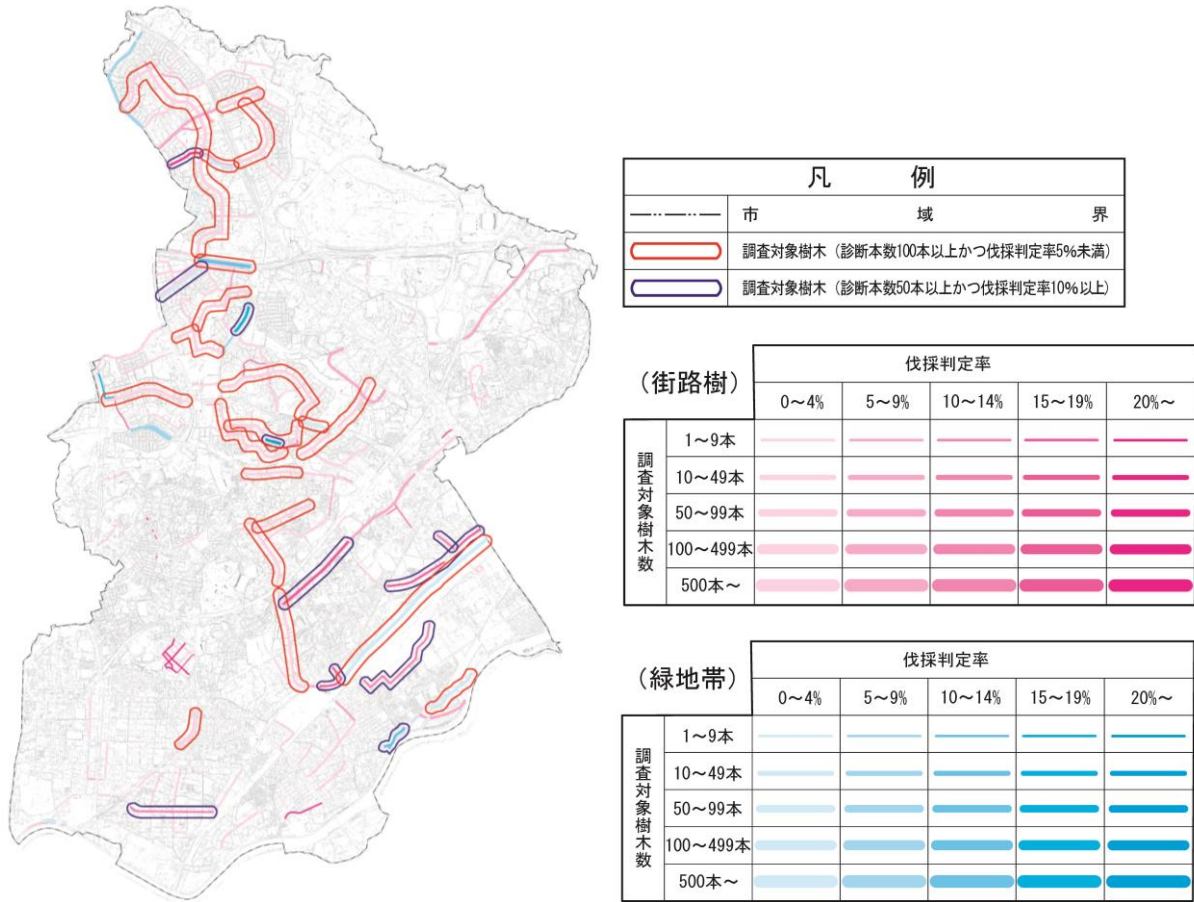 凡例
市域界
調査対象樹木（診断本数100本以上かつ伐採判定率5%未満）
調査対象樹木（診断本数50本以上かつ伐採判定率10%以上）
（街路樹）
伐採判定率
0～4% 5～9% 10～14% 15～19% 20%～
調査対象樹木数
1～9本
10～49本
50～99本
100～499本
500本～
（緑地帯）
伐採判定率
0～4% 5～9% 10～14% 15～19% 20%～
調査対象樹木数
1～9本
10～49本
50～99本
100～499本
500本～